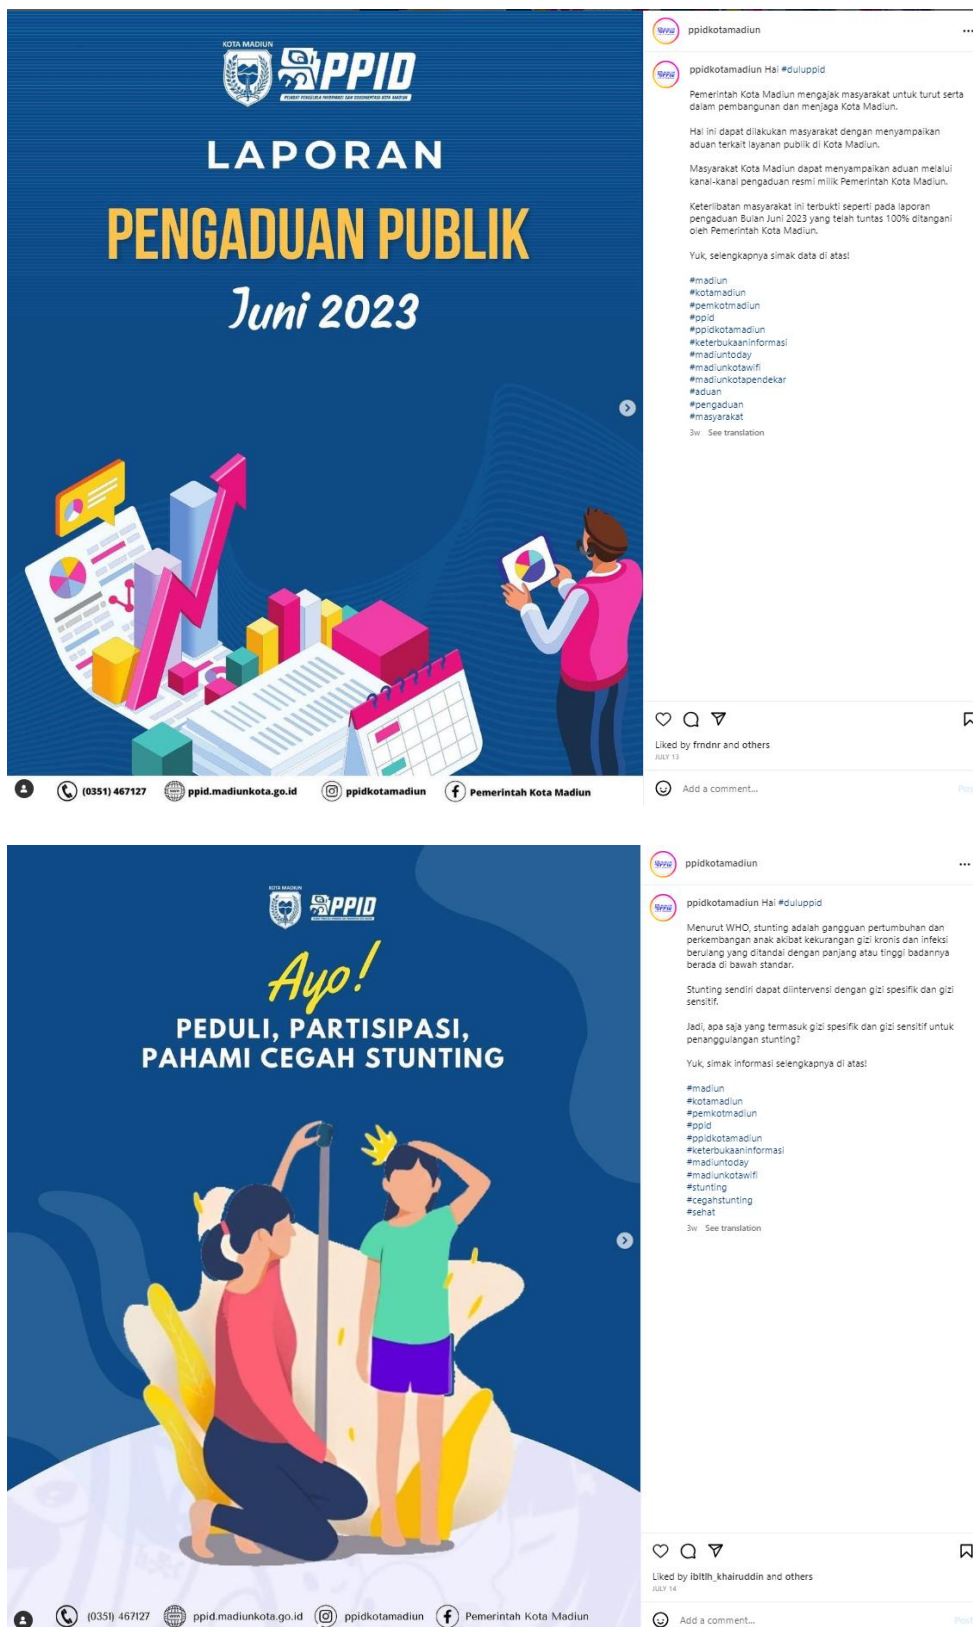 KOTA MADIUN
PPID
PEJABAT PENGELOLA INFORMASI DAN DOKUMENTASI KOTA MADIUN
LAPORAN
PENGADUAN PUBLIK
Juni 2023
(0351) 467127
ppid.madiunkota.go.id
ppidkotamadiun
Pemerintah Kota Madiun
ppidkotamadiun
ppidkotamadiun Hai #duluppid
Pemerintah Kota Madiun mengajak masyarakat untuk turut serta
dalam pembangunan dan menjaga Kota Madiun.
Hal ini dapat dilakukan masyarakat dengan menyampaikan
aduan terkait layanan publik di Kota Madiun.
Masyarakat Kota Madiun dapat menyampaikan aduan melalui
kanal-kanal pengaduan resmi milik Pemerintah Kota Madiun.
Keterlibatan masyarakat ini terbukti seperti pada laporan
pengaduan Bulan Juni 2023 yang telah tuntas 100% ditangani
oleh Pemerintah Kota Madiun.
Yuk, selengkapnya simak data di atas!
#madiun
#kotamadiun
#pemkotmadiun
#ppid
#ppidkotamadiun
#keterbukaaninformasi
#madiuntoday
#madiunkotawifi
#madiunkotapendekar
#aduan
#pengaduan
#masyarakat
3w See translation
Liked by frndnr and others
JULY 13
Add a comment...
Post
KOTA MADIUN
PPID
Ayo!
PEDULI, PARTISIPASI,
PAHAMI CEGAH STUNTING
(0351) 467127
ppid.madiunkota.go.id
ppidkotamadiun
Pemerintah Kota Madiun
ppidkotamadiun
ppidkotamadiun Hai #duluppid
Menurut WHO, stunting adalah gangguan pertumbuhan dan
perkembangan anak akibat kekurangan gizi kronis dan infeksi
berulang yang ditandai dengan panjang atau tinggi badannya
berada di bawah standar.
Stunting sendiri dapat diintervensi dengan gizi spesifik dan gizi
sensitif.
Jadi, apa saja yang termasuk gizi spesifik dan gizi sensitif untuk
penanggulangan stunting?
Yuk, simak informasi selengkapnya di atas!
#madiun
#kotamadiun
#pemkotmadiun
#ppid
#ppidkotamadiun
#keterbukaaninformasi
#madiuntoday
#madiunkotawifi
#stunting
#cegahstunting
#sehat
3w See translation
Liked by ibltlh_khairuddin and others
JULY 14
Add a comment...
Post